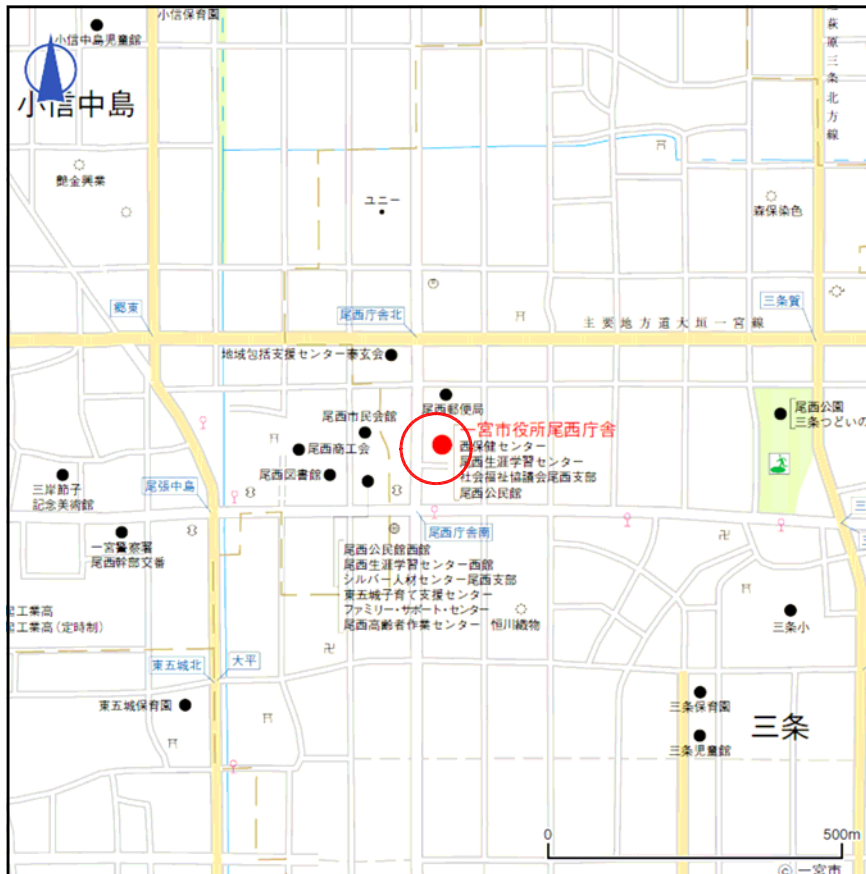 小信保育園
小信中島児童館
小信中島
艶金興業
ユニー
萩原三条北方線
森保染色
郷東
尾西庁舎北
主要地方道大垣一宮線
三条賀
地域包括支援センター泰玄会
尾西郵便局
尾西市民会館
一宮市役所尾西庁舎
西保健センター
尾西生涯学習センター
社会福祉協議会尾西支部
尾西公民館
尾西商工会
尾西図書館
尾西公園
三条つどいの
三岸節子
記念美術館
尾張中島
尾西庁舎南
三
一宮警察署
尾西幹部交番
尾西公民館西館
尾西生涯学習センター西館
シルバー人材センター尾西支部
東五城子育て支援センター
ファミリー・サポート・センター
尾西高齢者作業センター
恒川織物
工業高
工業高(定時制)
三条小
東五城北
大平
東五城保育園
三条保育園
三条
三条児童館
0
500m
© 一宮市